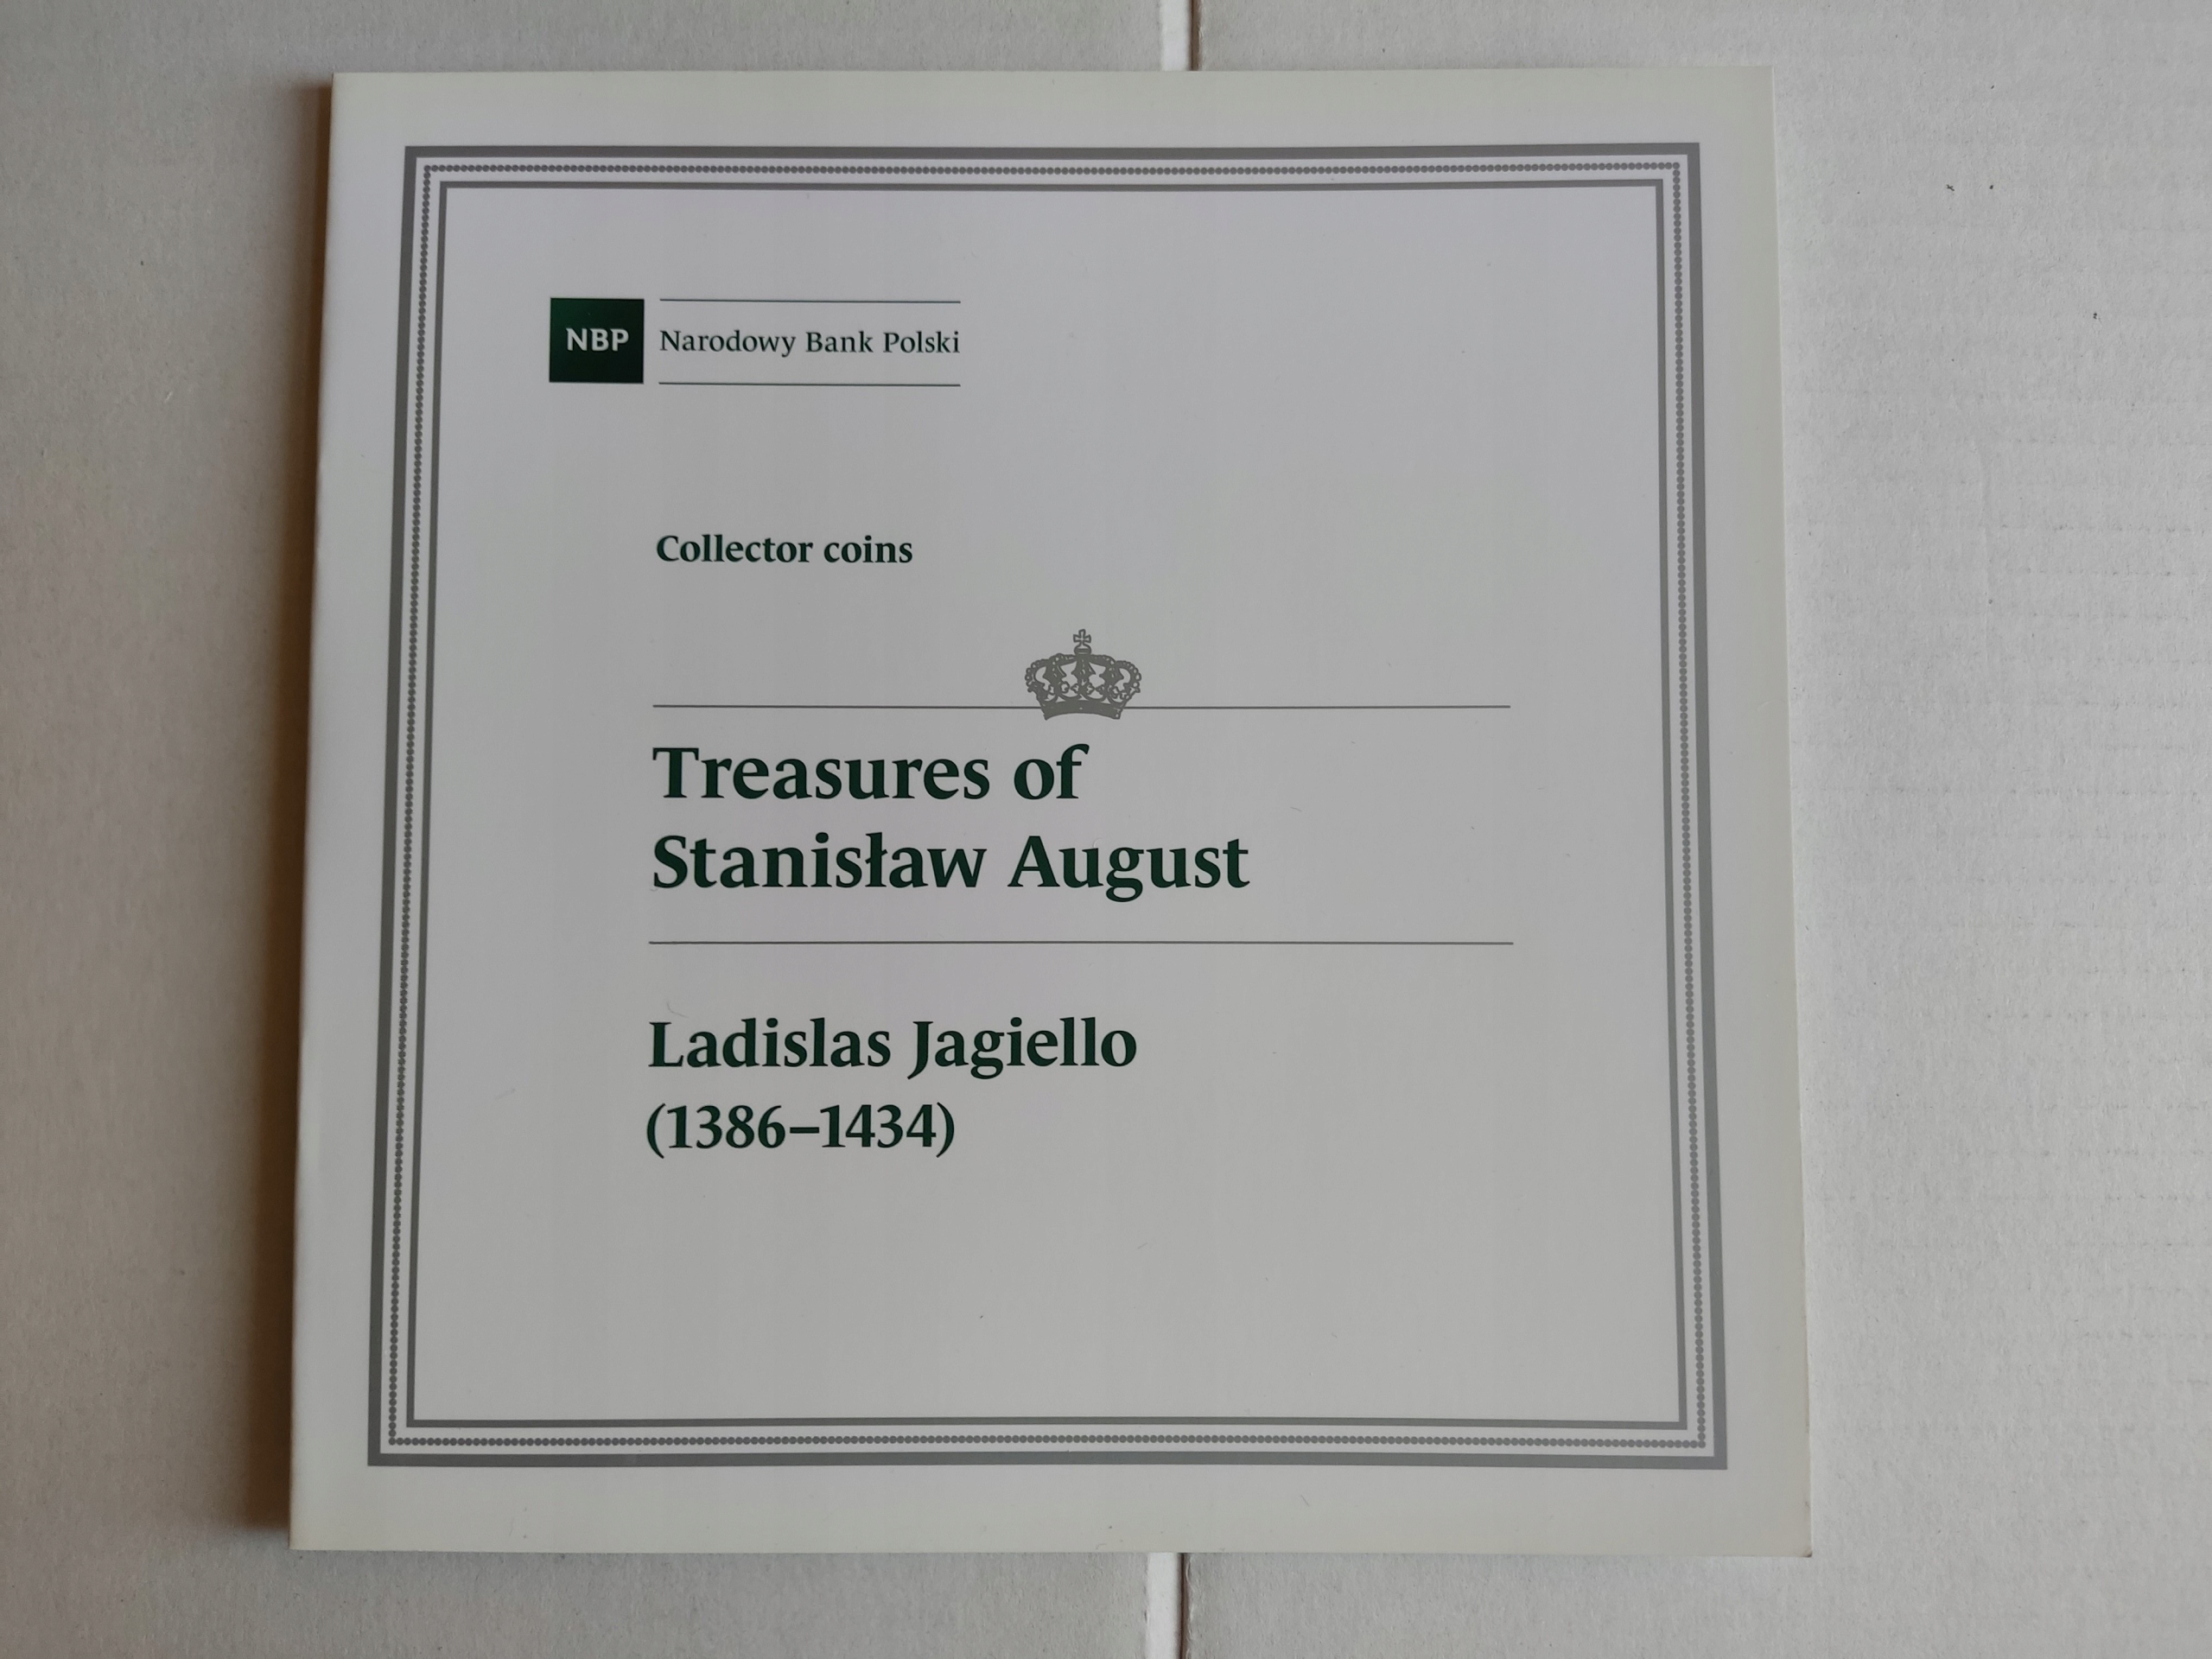 NBP
Narodowy Bank Polski
Collector coins
Treasures of
Stanisław August
Ladislas Jagiello
(1386–1434)